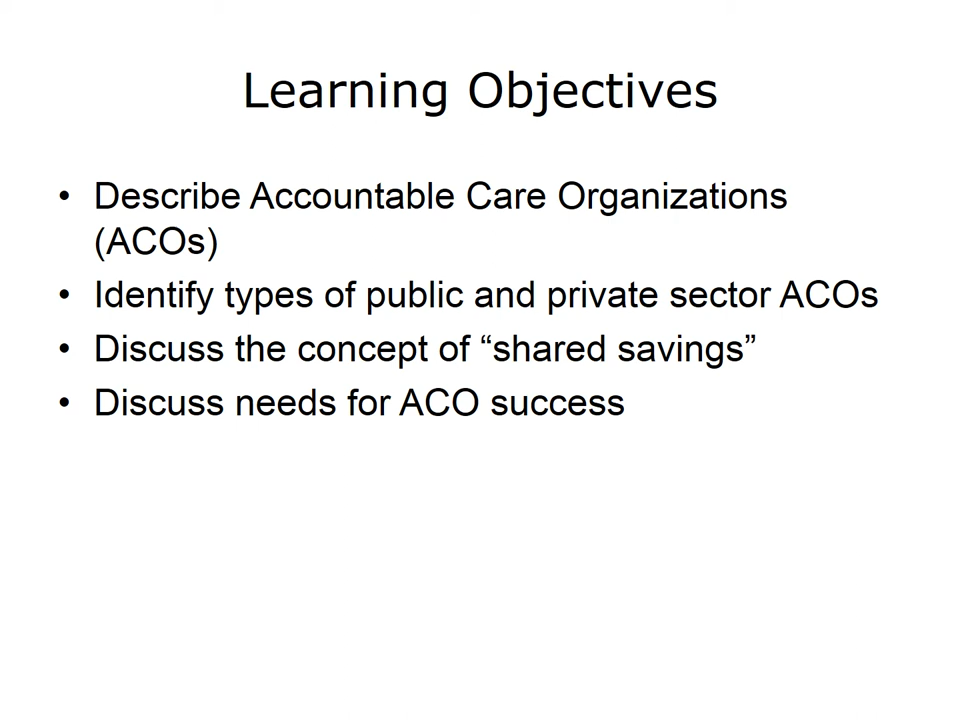 Learning Objectives
• Describe Accountable Care Organizations
(ACOs)
• Identify types of public and private sector ACOs
• Discuss the concept of “shared savings”
• Discuss needs for ACO success